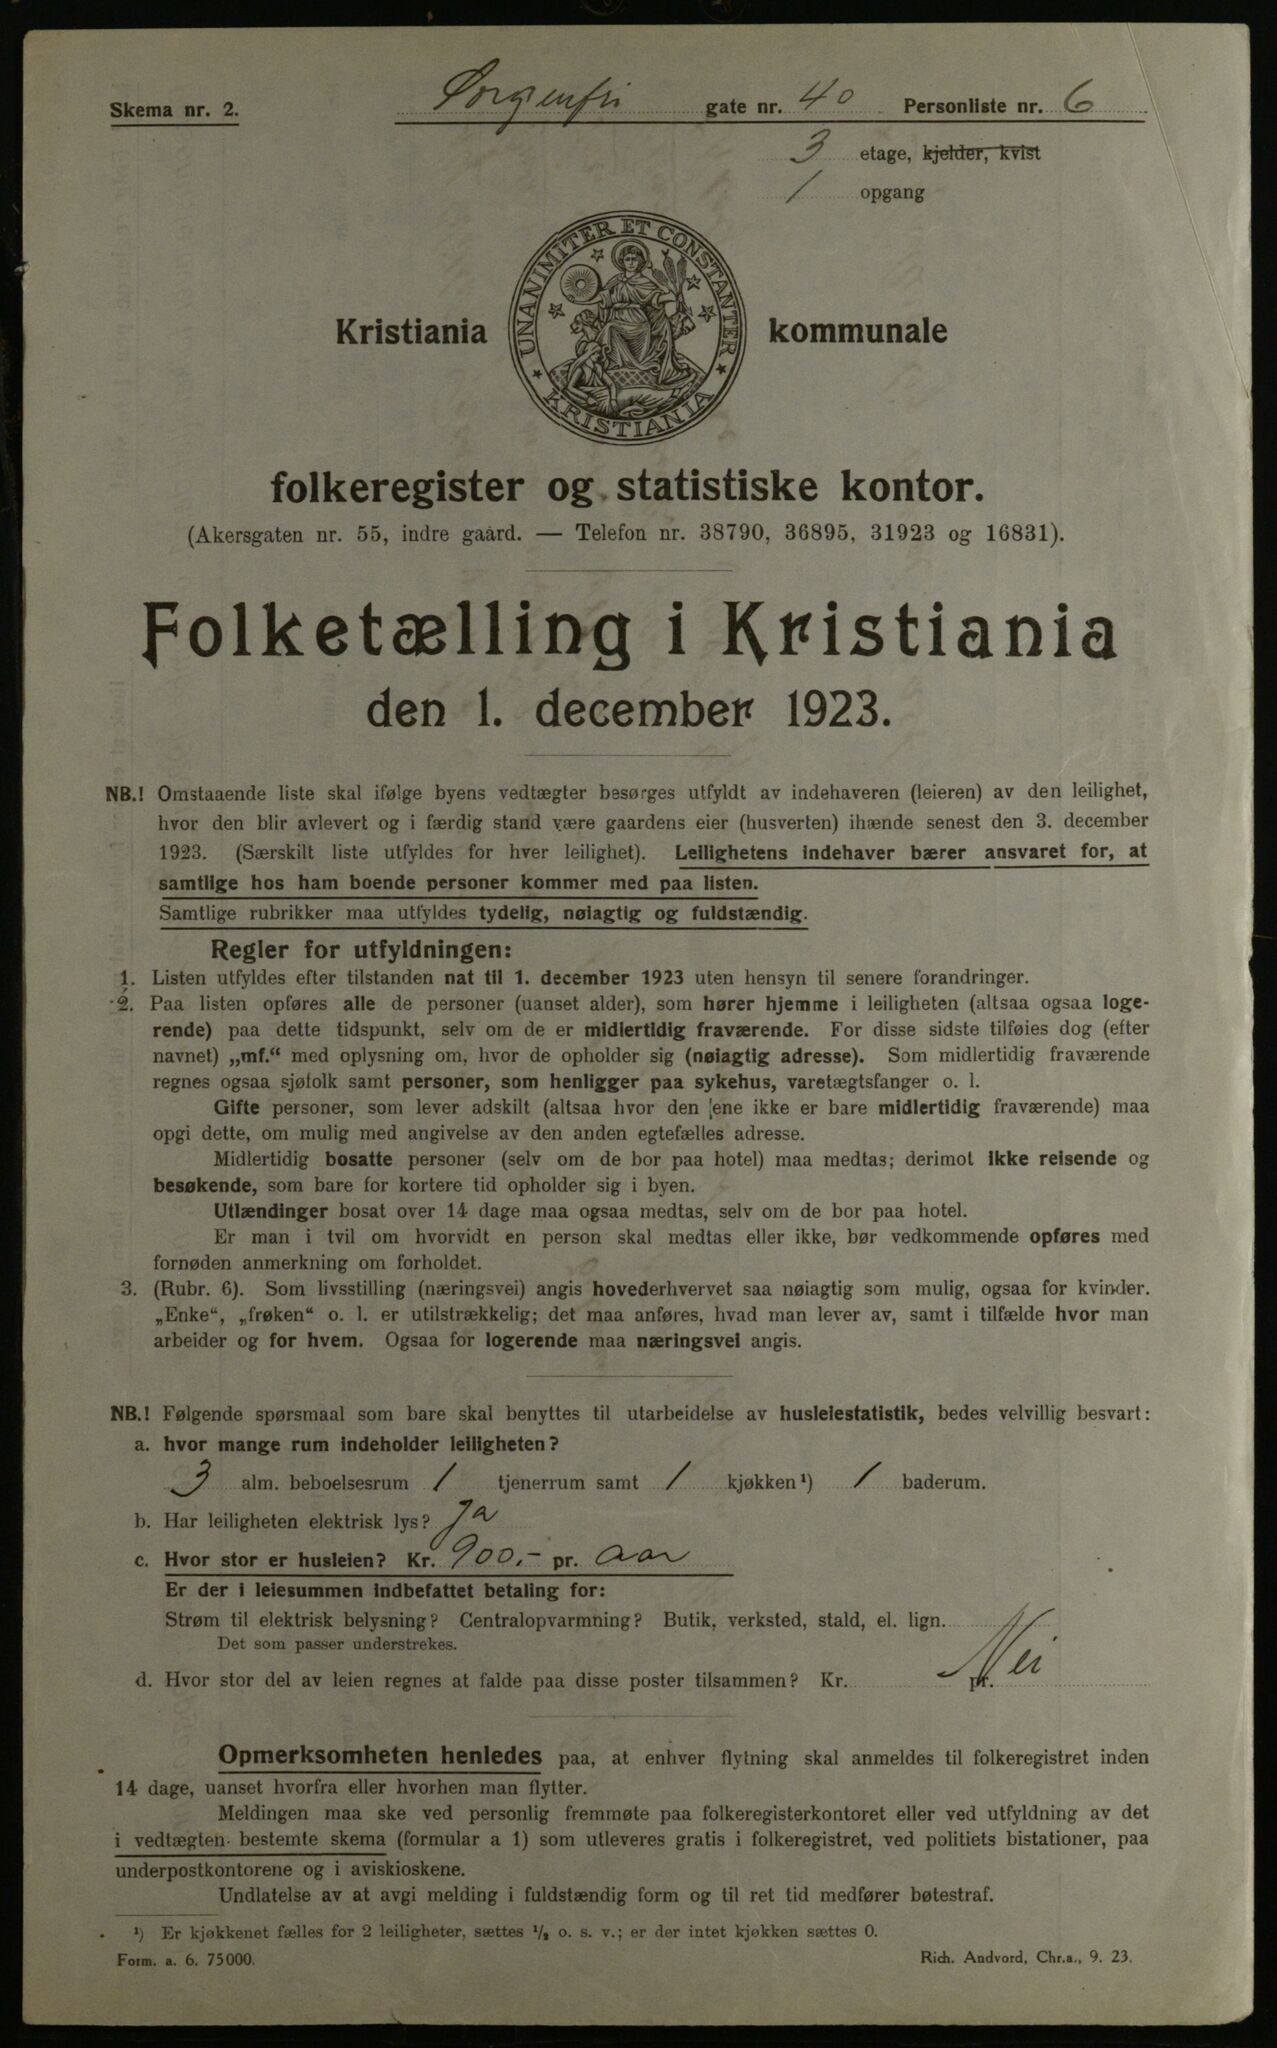 Skema nr. 2.
Sorgenfri gate nr. 40 Personliste nr. 6
3 etage, kjelder, kvist
1 opgang
UNANIMITER ET CONSTANTER
KRISTIANIA
Kristiania kommunale
folkeregister og statistiske kontor.
(Akersgaten nr. 55, indre gaard. — Telefon nr. 38790, 36895, 31923 og 16831).
Folketælling i Kristiania
den 1. december 1923.
NB.! Omstaaende liste skal ifølge byens vedtægter besørges utfyldt av indehaveren (leieren) av den leilighet,
hvor den blir avlevert og i færdig stand være gaardens eier (husverten) ihænde senest den 3. december
1923. (Særskilt liste utfyldes for hver leilighet). Leilighetens indehaver bærer ansvaret for, at
samtlige hos ham boende personer kommer med paa listen.
Samtlige rubrikker maa utfyldes tydelig, nøiagtig og fuldstændig.
Regler for utfyldningen:
1. Listen utfyldes efter tilstanden nat til 1. december 1923 uten hensyn til senere forandringer.
2. Paa listen opføres alle de personer (uanset alder), som hører hjemme i leiligheten (altsaa ogsaa loge-
rende) paa dette tidspunkt, selv om de er midlertidig fraværende. For disse sidste tilføies dog (efter
navnet) „mf.“ med oplysning om, hvor de opholder sig (nøiagtig adresse). Som midlertidig fraværende
regnes ogsaa sjøfolk samt personer, som henligger paa sykehus, varetægtsfanger o. l.
Gifte personer, som lever adskilt (altsaa hvor den ene ikke er bare midlertidig fraværende) maa
opgi dette, om mulig med angivelse av den anden egtefælles adresse.
Midlertidig bosatte personer (selv om de bor paa hotel) maa medtas; derimot ikke reisende og
besøkende, som bare for kortere tid opholder sig i byen.
Utlændinger bosat over 14 dage maa ogsaa medtas, selv om de bor paa hotel.
Er man i tvil om hvorvidt en person skal medtas eller ikke, bør vedkommende opføres med
fornøden anmerkning om forholdet.
3. (Rubr. 6). Som livsstilling (næringsvei) angis hovederhvervet saa nøiagtig som mulig, ogsaa for kvinder.
„Enke“, „frøken“ o. l. er utilstrækkelig; det maa anføres, hvad man lever av, samt i tilfælde hvor man
arbeider og for hvem. Ogsaa for logerende maa næringsvei angis.
NB.! Følgende spørsmaal som bare skal benyttes til utarbeidelse av husleiestatistik, bedes velvillig besvart:
a. hvor mange rum indeholder leiligheten?
3 alm. beboelsesrum 1 tjenerrum samt 1 kjøkken¹) 1 baderum.
b. Har leiligheten elektrisk lys? Ja
c. Hvor stor er husleien? Kr. 900,- pr. aar
Er der i leiesummen indbefattet betaling for:
Strøm til elektrisk belysning? Centralopvarmning? Butik, verksted, stald, el. lign.
Det som passer understrekes.
d. Hvor stor del av leien regnes at falde paa disse poster tilsammen? Kr. Nei pr.
Opmerksomheten henledes paa, at enhver flytning skal anmeldes til folkeregistret inden
14 dage, uanset hvorfra eller hvorhen man flytter.
Meldingen maa ske ved personlig fremmøte paa folkeregisterkontoret eller ved utfyldning av det
i vedtægten bestemte skema (formular a 1) som utleveres gratis i folkeregistret, ved politiets bistationer, paa
underpostkontorene og i aviskioskene.
Undlatelse av at avgi melding i fuldstændig form og til ret tid medfører bøtestraf.
¹) Er kjøkkenet fælles for 2 leiligheter, sættes ½ o. s. v.; er der intet kjøkken sættes 0.
Form. a. 6. 75000. Rich. Andvord, Chr.a., 9. 23.